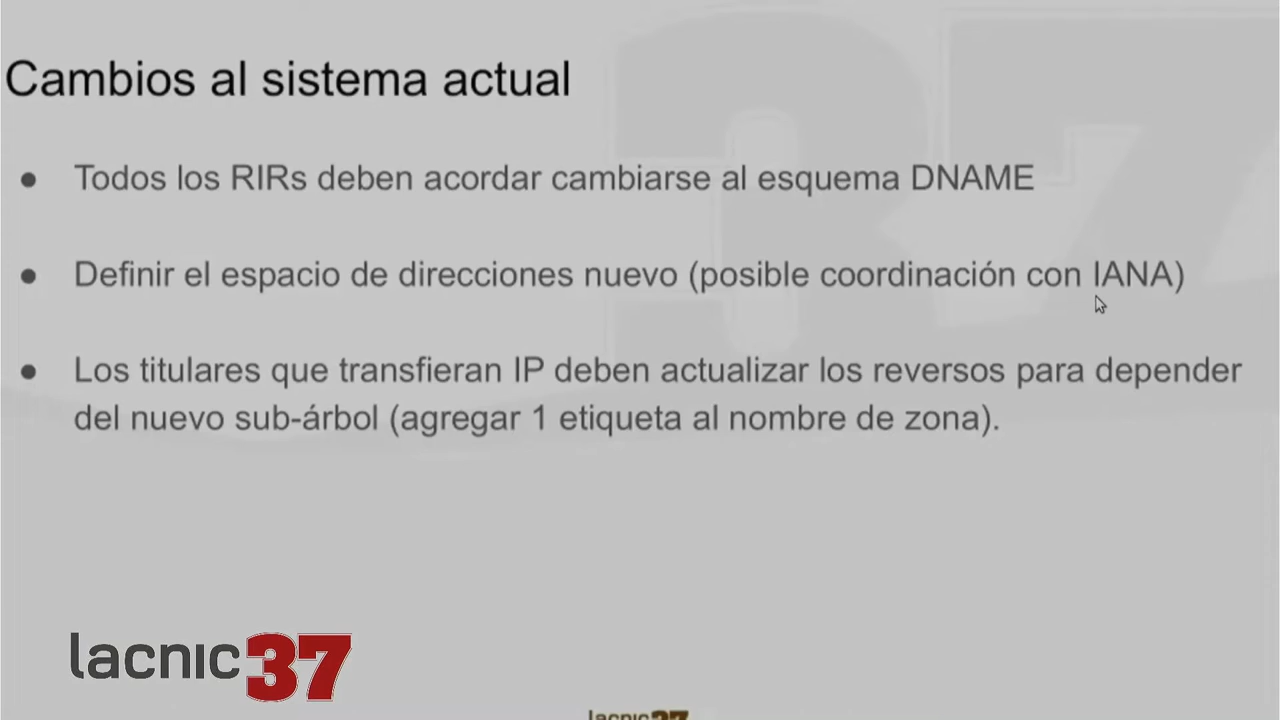 Cambios al sistema actual
● Todos los RIRs deben acordar cambiarse al esquema DNAME
● Definir el espacio de direcciones nuevo (posible coordinación con IANA)
● Los titulares que transfieran IP deben actualizar los reversos para depender
del nuevo sub-árbol (agregar 1 etiqueta al nombre de zona).
lacnic37
lacnic37